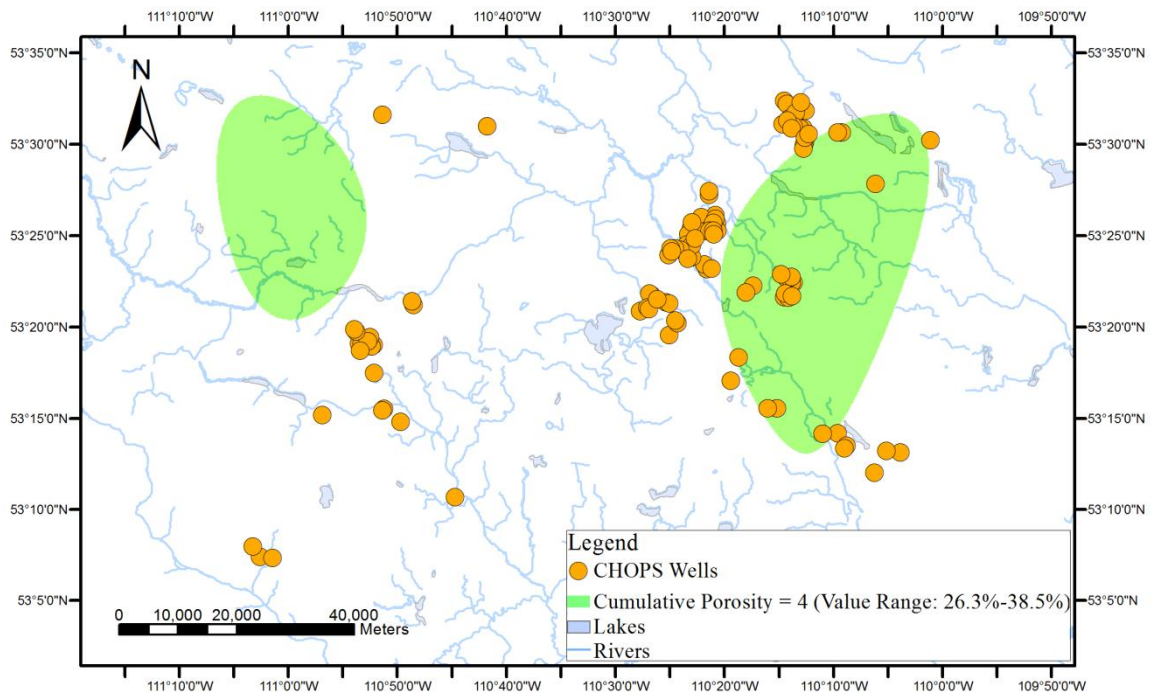 111°10'0"W 111°0'0"W 110°50'0"W 110°40'0"W 110°30'0"W 110°20'0"W 110°10'0"W 110°0'0"W 109°50'0"W
53°35'0"N 53°35'0"N
N
53°30'0"N 53°30'0"N
53°25'0"N 53°25'0"N
53°20'0"N 53°20'0"N
53°15'0"N 53°15'0"N
53°10'0"N 53°10'0"N
Legend
CHOPS Wells
53°5'0"N Cumulative Porosity = 4 (Value Range: 26.3%-38.5%) 53°5'0"N
0 10,000 20,000 40,000
Meters
Lakes
Rivers
111°10'0"W 111°0'0"W 110°50'0"W 110°40'0"W 110°30'0"W 110°20'0"W 110°10'0"W 110°0'0"W 109°50'0"W